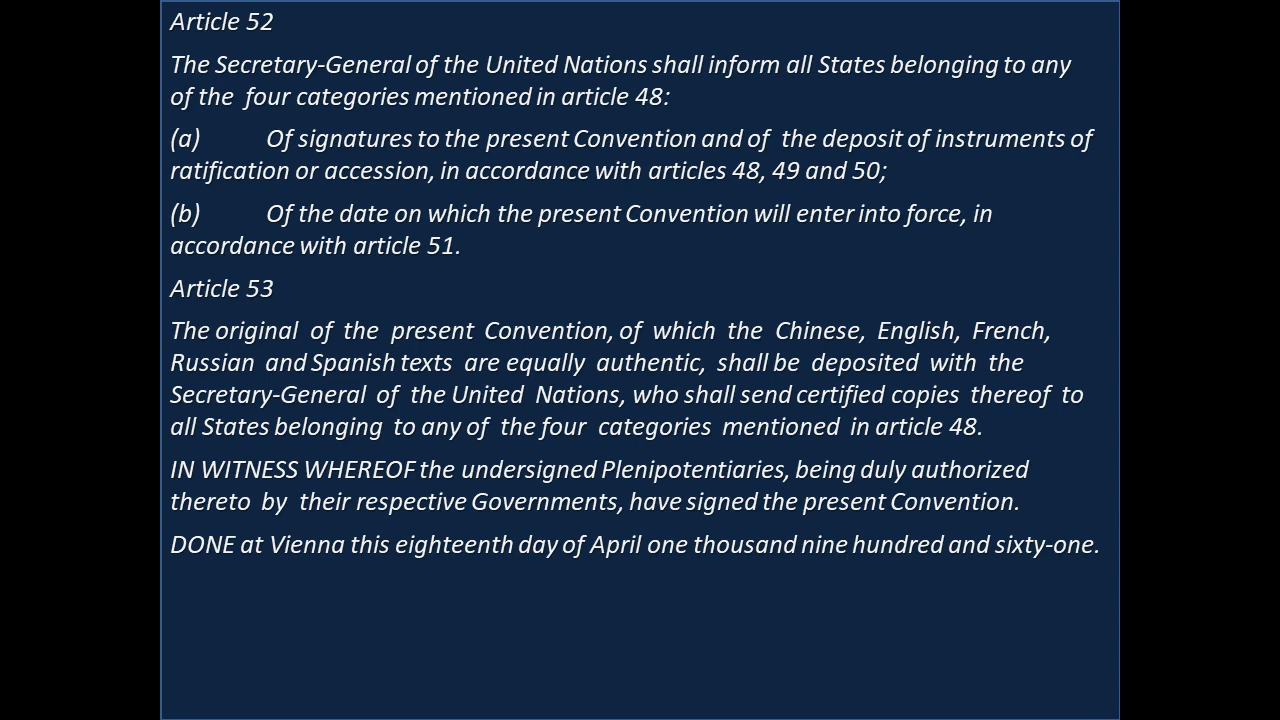 Article 52
The Secretary-General of the United Nations shall inform all States belonging to any
of the four categories mentioned in article 48:
(a) Of signatures to the present Convention and of the deposit of instruments of
ratification or accession, in accordance with articles 48, 49 and 50;
(b) Of the date on which the present Convention will enter into force, in
accordance with article 51.
Article 53
The original of the present Convention, of which the Chinese, English, French,
Russian and Spanish texts are equally authentic, shall be deposited with the
Secretary-General of the United Nations, who shall send certified copies thereof to
all States belonging to any of the four categories mentioned in article 48.
IN WITNESS WHEREOF the undersigned Plenipotentiaries, being duly authorized
thereto by their respective Governments, have signed the present Convention.
DONE at Vienna this eighteenth day of April one thousand nine hundred and sixty-one.